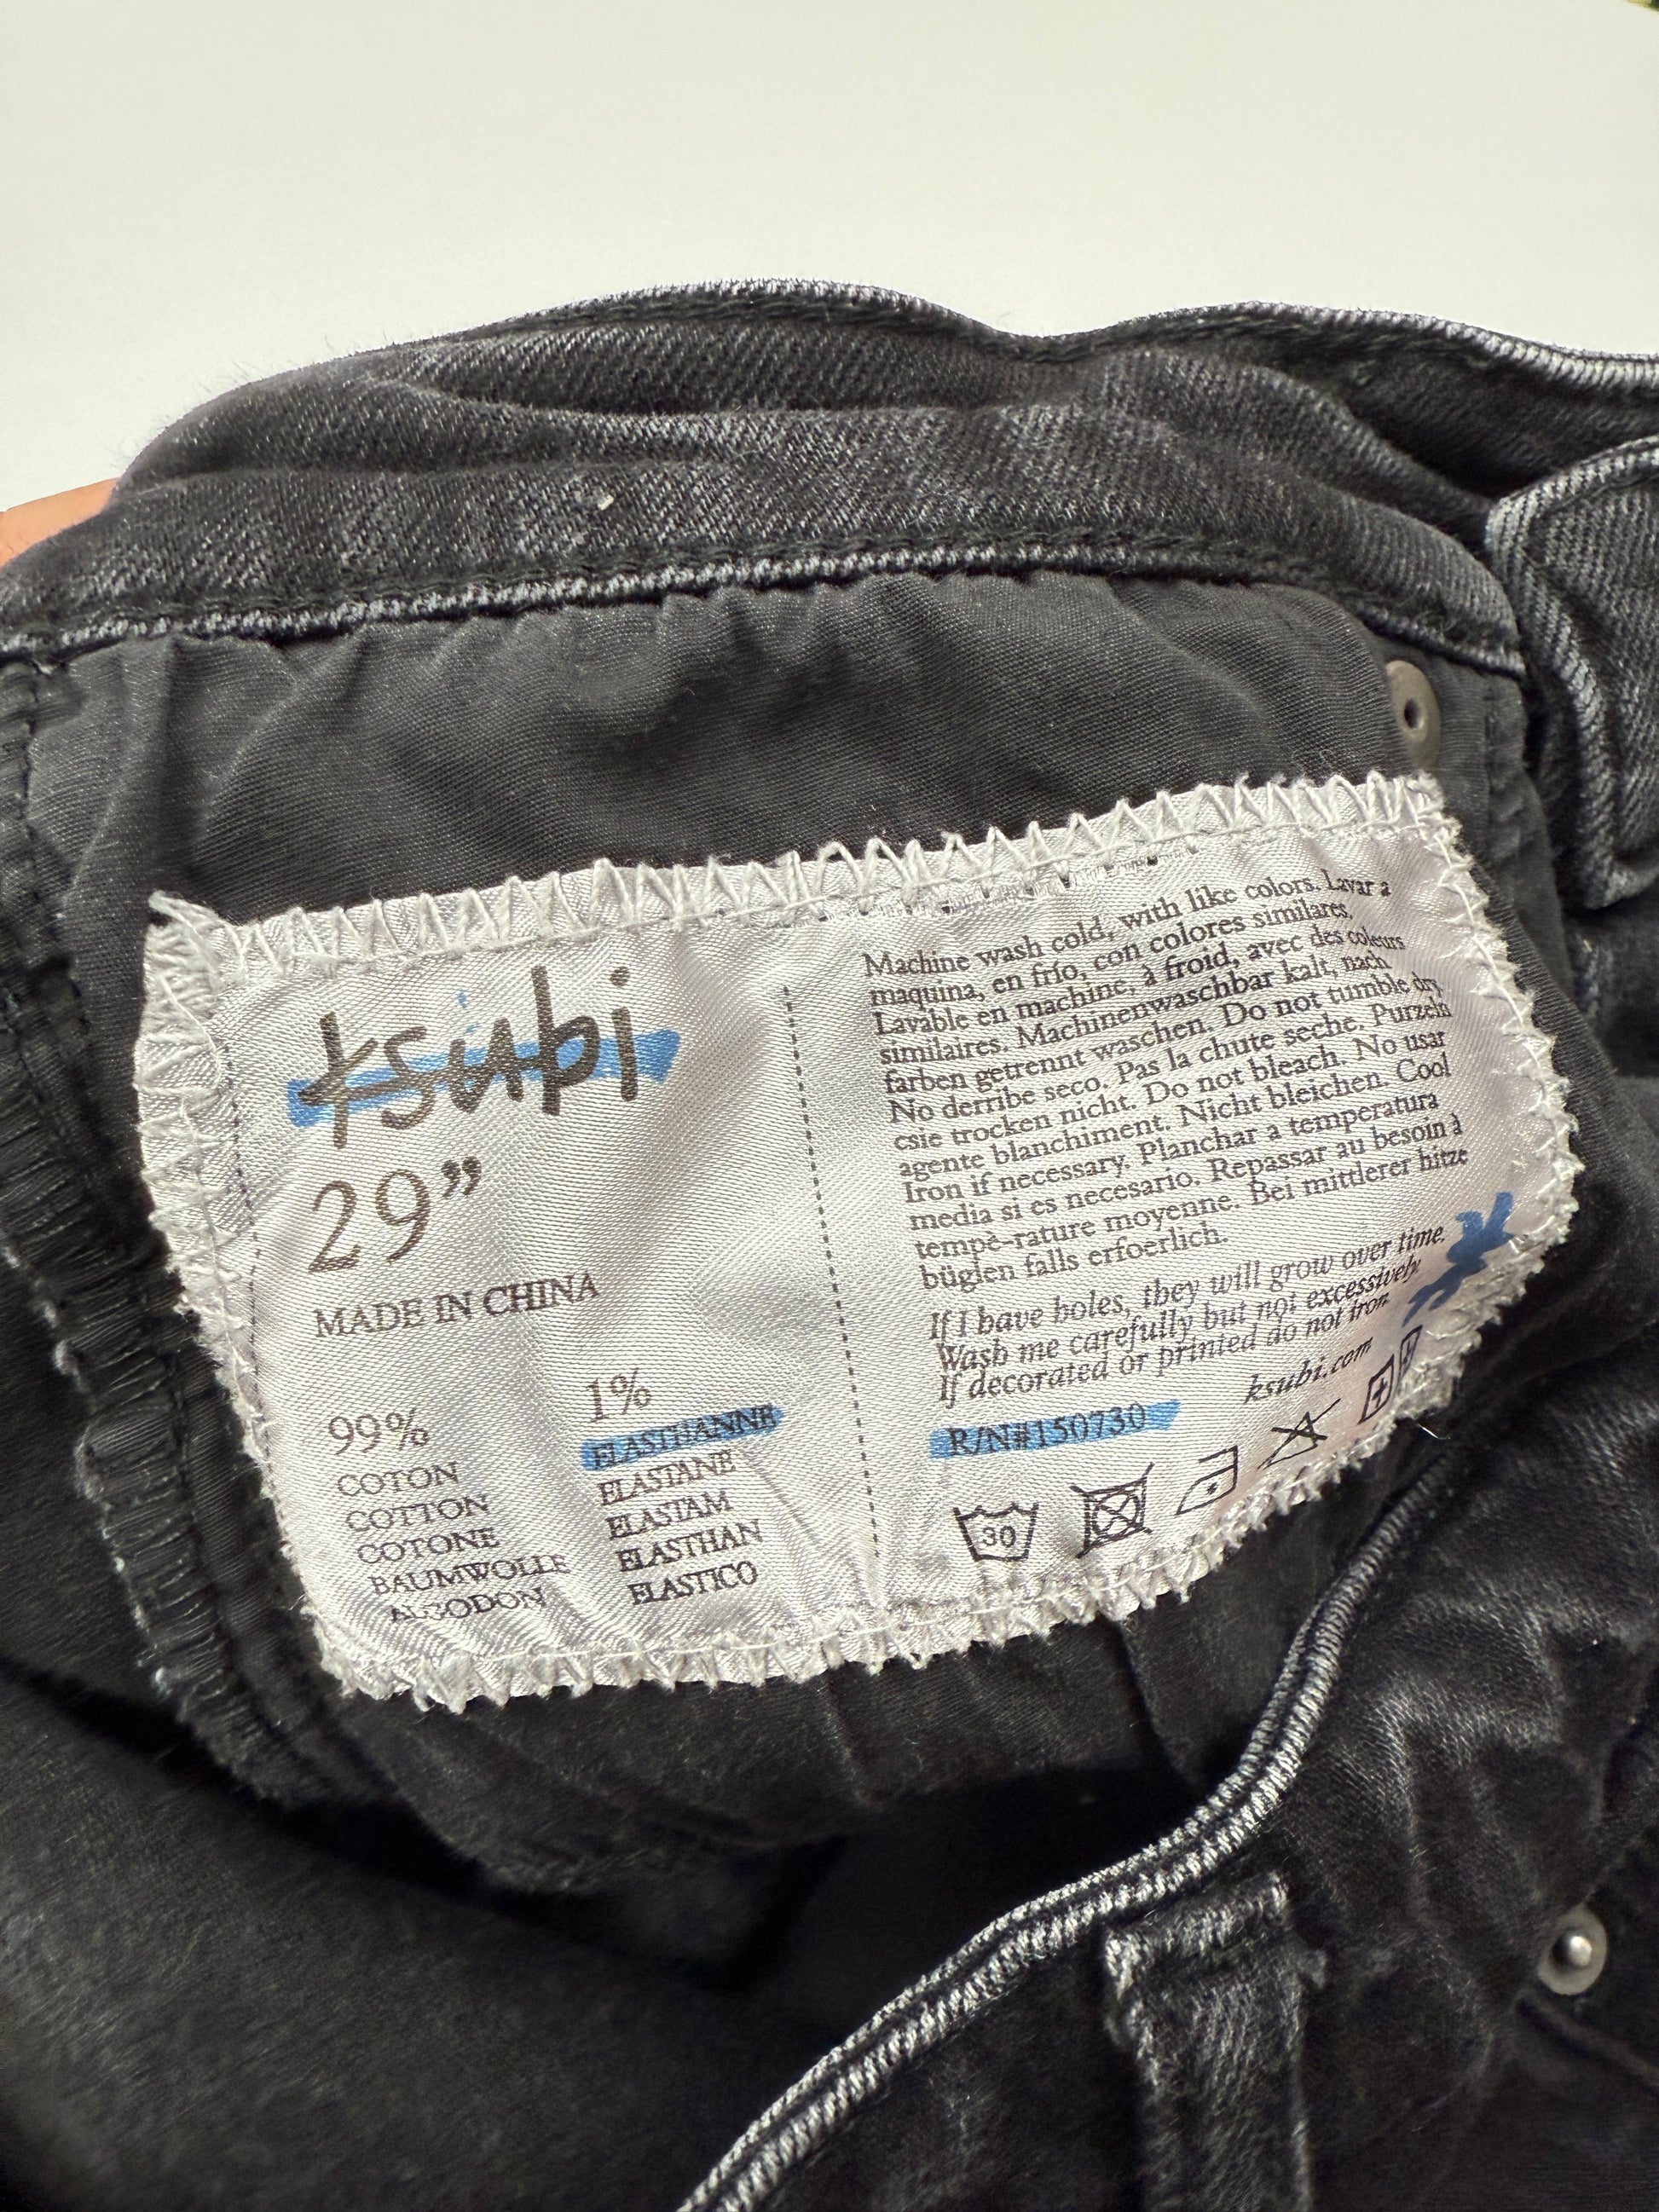 ksubi
29”
MADE IN CHINA
99%
COTON
COTTON
COTONE
BAUMWOLLE
ALGODON
1%
ELASTHANNE
ELASTANE
ELASTAM
ELASTHAN
ELASTICO
Machine wash cold, with like colors. Lavar a
maquina, en frío, con colores similares.
Lavable en machine, à froid, avec des coleurs
similaires. Machinenwaschbar kalt, nach
farben getrennt waschen. Do not tumble dry.
No derribe seco. Pas la chute seche. Purzeln
csie trocken nicht. Do not bleach. No usar
agente blanchiment. Nicht bleichen. Cool
Iron if necessary. Planchar a temperatura
media si es necesario. Repassar au besoin à
tempè-rature moyenne. Bei mittlerer hitze
büglen falls erfoerlich.
If I have holes, they will grow over time.
Wash me carefully but not excessively.
If decorated or printed do not iron
ksubi.com
R/N#150730
30